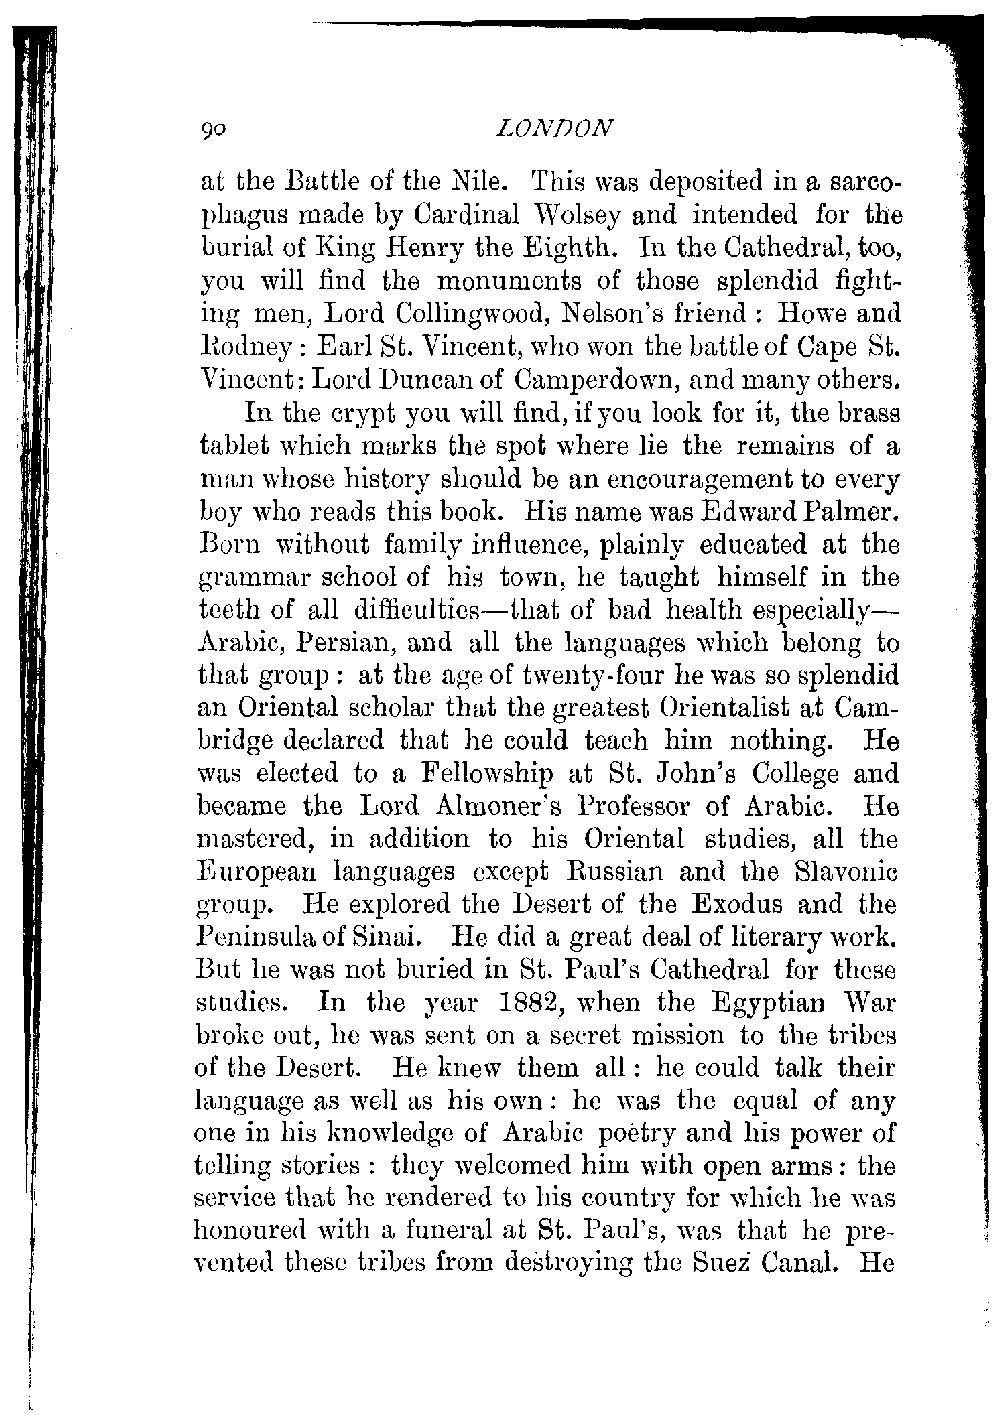 90 LONDON
at the Battle of the Nile. This was deposited in a sarco-
phagus made by Cardinal Wolsey and intended for the
burial of King Henry the Eighth. In the Cathedral, too,
you will find the monuments of those splendid fight-
ing men, Lord Collingwood, Nelson's friend : Howe and
Rodney : Earl St. Vincent, who won the battle of Cape St.
Vincent: Lord Duncan of Camperdown, and many others.
In the crypt you will find, if you look for it, the brass
tablet which marks the spot where lie the remains of a
man whose history should be an encouragement to every
boy who reads this book. His name was Edward Palmer.
Born without family influence, plainly educated at the
grammar school of his town, he taught himself in the
teeth of all difficulties—that of bad health especially—
Arabic, Persian, and all the languages which belong to
that group : at the age of twenty-four he was so splendid
an Oriental scholar that the greatest Orientalist at Cam-
bridge declared that he could teach him nothing. He
was elected to a Fellowship at St. John's College and
became the Lord Almoner's Professor of Arabic. He
mastered, in addition to his Oriental studies, all the
European languages except Russian and the Slavonic
group. He explored the Desert of the Exodus and the
Peninsula of Sinai. He did a great deal of literary work.
But he was not buried in St. Paul's Cathedral for these
studies. In the year 1882, when the Egyptian War
broke out, he was sent on a secret mission to the tribes
of the Desert. He knew them all : he could talk their
language as well as his own : he was the equal of any
one in his knowledge of Arabic poetry and his power of
telling stories : they welcomed him with open arms : the
service that he rendered to his country for which he was
honoured with a funeral at St. Paul's, was that he pre-
vented these tribes from destroying the Suez Canal. He